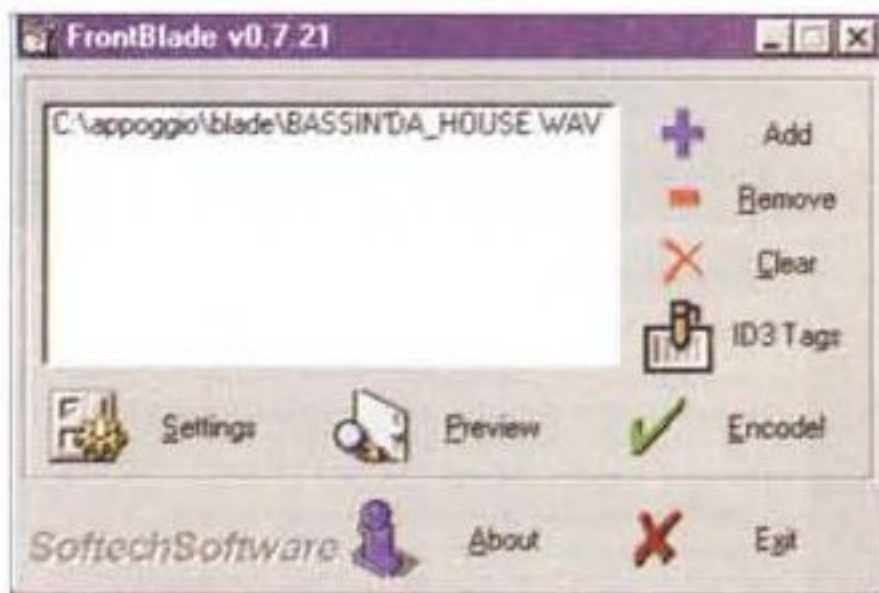 FrontBlade v0.7.21
C:\appoggio\blade\BASSIN'DA_HOUSE.WAV
Add
Remove
Clear
ID3 Tags
Settings
Preview
Encode!
SoftechSoftware
About
Exit